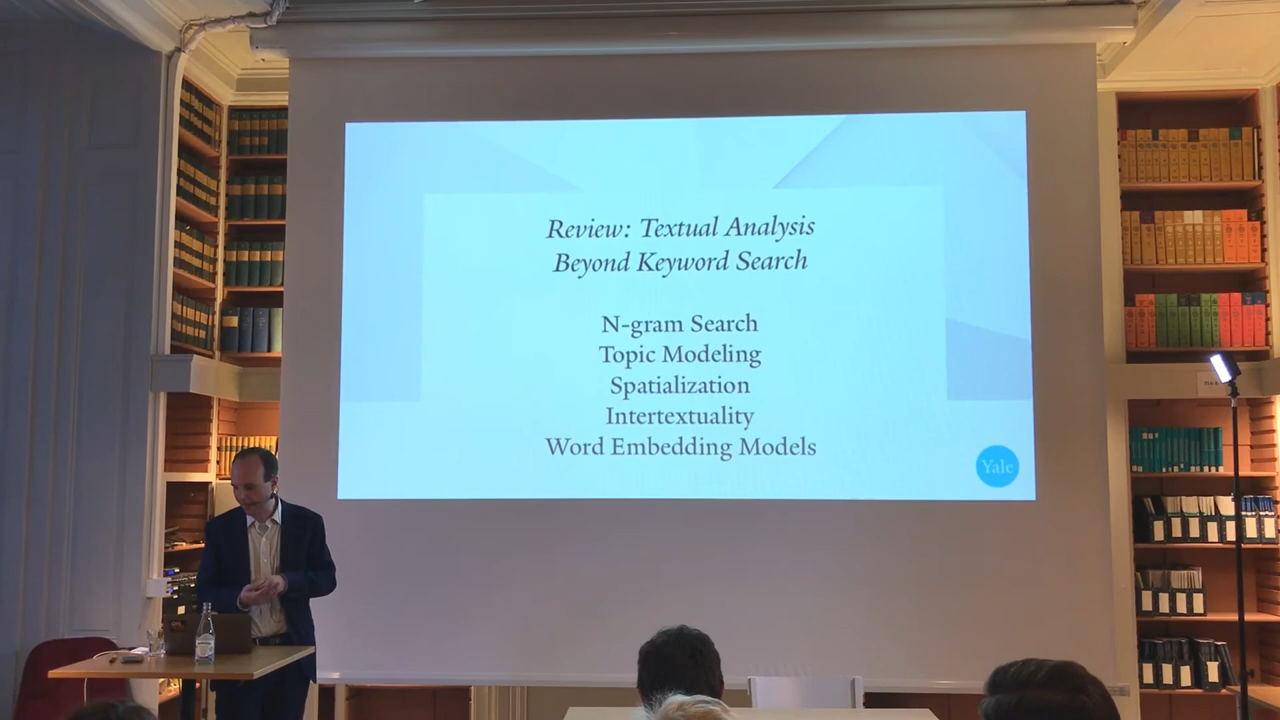 Review: Textual Analysis
Beyond Keyword Search
N-gram Search
Topic Modeling
Spatialization
Intertextuality
Word Embedding Models
Yale